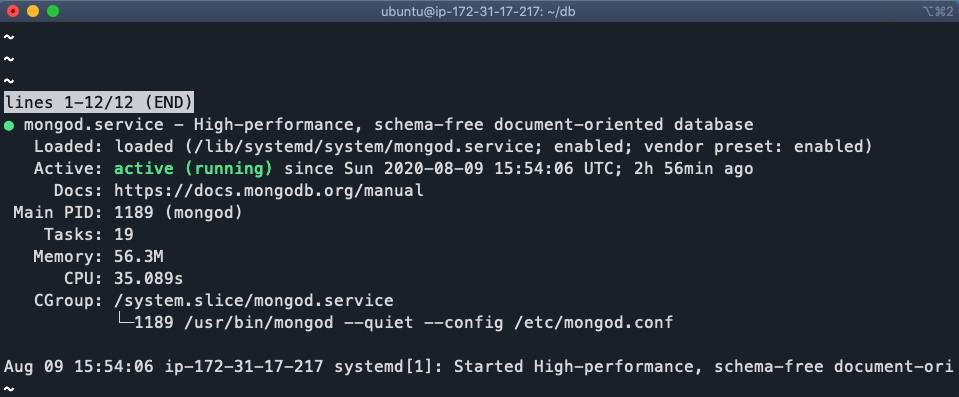 ubuntu@ip-172-31-17-217: ~/db
⌥⌘2
~
~
~
lines 1-12/12 (END)
● mongod.service - High-performance, schema-free document-oriented database
   Loaded: loaded (/lib/systemd/system/mongod.service; enabled; vendor preset: enabled)
   Active: active (running) since Sun 2020-08-09 15:54:06 UTC; 2h 56min ago
     Docs: https://docs.mongodb.org/manual
 Main PID: 1189 (mongod)
    Tasks: 19
   Memory: 56.3M
      CPU: 35.089s
   CGroup: /system.slice/mongod.service
           └─1189 /usr/bin/mongod --quiet --config /etc/mongod.conf

Aug 09 15:54:06 ip-172-31-17-217 systemd[1]: Started High-performance, schema-free document-ori
~